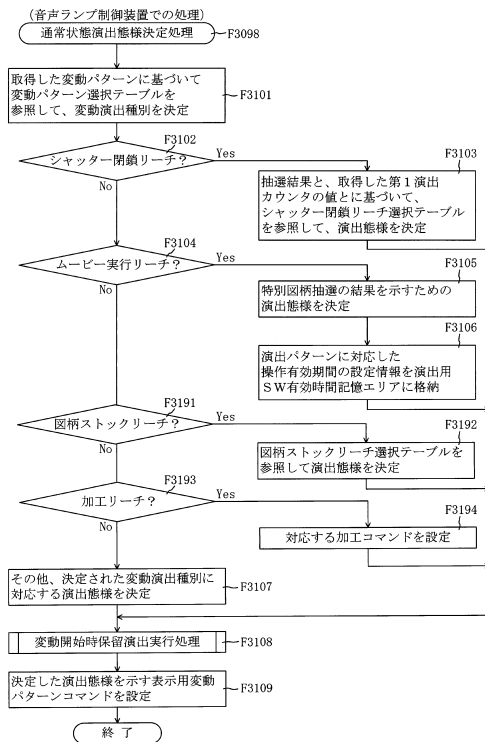 (音声ランプ制御装置での処理)
通常状態演出態様決定処理
F3098
取得した変動パターンに基づいて
変動パターン選択テーブルを
参照して、変動演出種別を決定
F3101
F3102
シャッター閉鎖リーチ?
Yes
No
F3103
抽選結果と、取得した第1演出
カウンタの値とに基づいて、
シャッター閉鎖リーチ選択テーブル
を参照して、演出態様を決定
F3104
ムービー実行リーチ?
Yes
No
F3105
特別図柄抽選の結果を示すための
演出態様を決定
F3106
演出パターンに対応した
操作有効期間の設定情報を演出用
SW有効時間記憶エリアに格納
F3191
図柄ストックリーチ?
Yes
No
F3192
図柄ストックリーチ選択テーブルを
参照して演出態様を決定
F3193
加工リーチ?
Yes
No
F3194
対応する加工コマンドを設定
その他、決定された変動演出種別に
対応する演出態様を決定
F3107
変動開始時保留演出実行処理
F3108
決定した演出態様を示す表示用変動
パターンコマンドを設定
F3109
終了